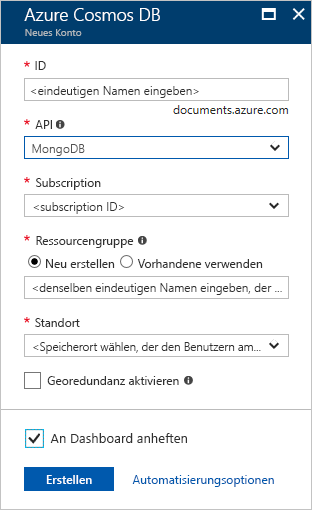 Azure Cosmos DB
Neues Konto
* ID
<eindeutigen Namen eingeben>
documents.azure.com
* API
MongoDB
* Subscription
<subscription ID>
* Ressourcengruppe
Neu erstellen Vorhandene verwenden
<denselben eindeutigen Namen eingeben, der ...
* Standort
<Speicherort wählen, der den Benutzern am...
Georedundanz aktivieren
An Dashboard anheften
Erstellen Automatisierungsoptionen